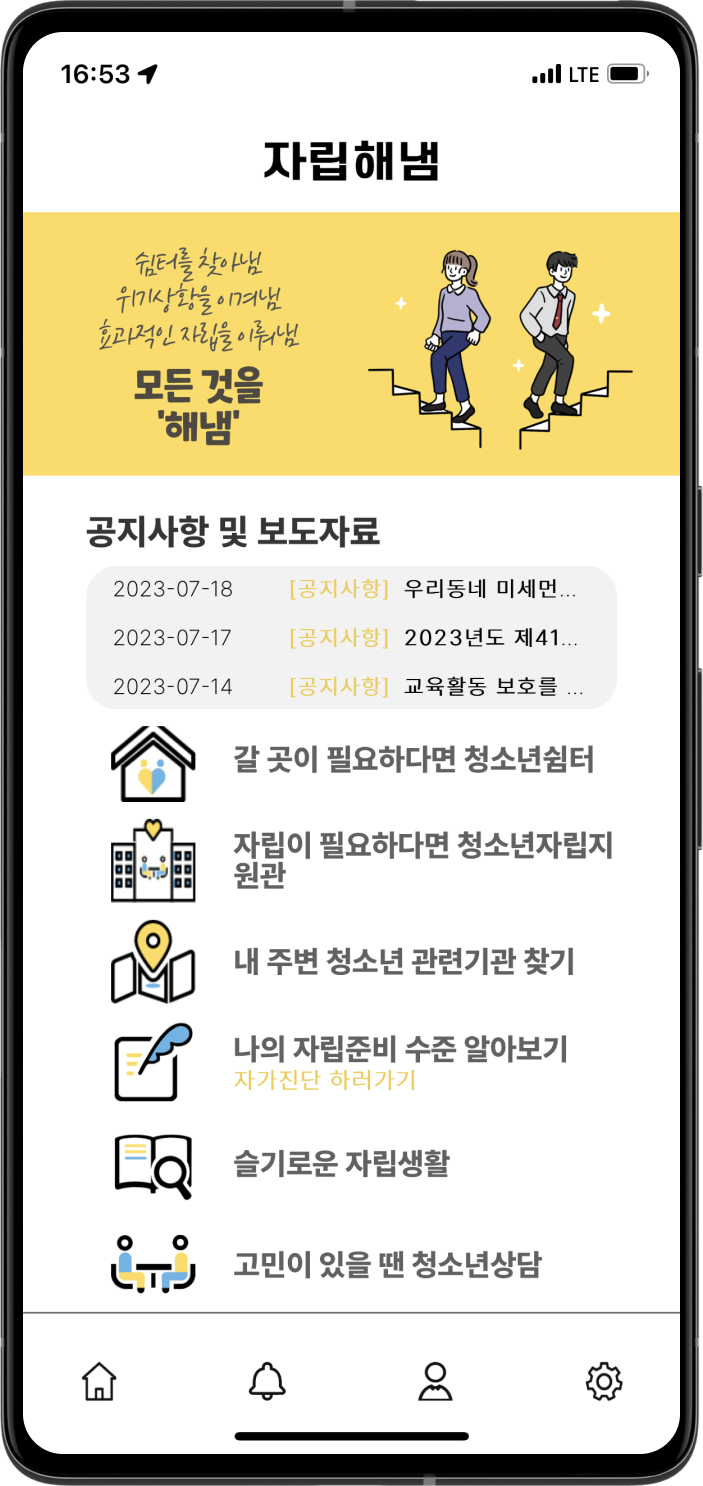 16:53
LTE
자립해냄
쉼터를 찾아냄
위기상황을 이겨냄
효과적인 자립을 이뤄냄
모든 것을
'해냄'
공지사항 및 보도자료
2023-07-18 [공지사항] 우리동네 미세먼...
2023-07-17 [공지사항] 2023년도 제41...
2023-07-14 [공지사항] 교육활동 보호를 ...
갈 곳이 필요하다면 청소년쉼터
자립이 필요하다면 청소년자립지
원관
내 주변 청소년 관련기관 찾기
나의 자립준비 수준 알아보기
자가진단 하러가기
슬기로운 자립생활
고민이 있을 땐 청소년상담